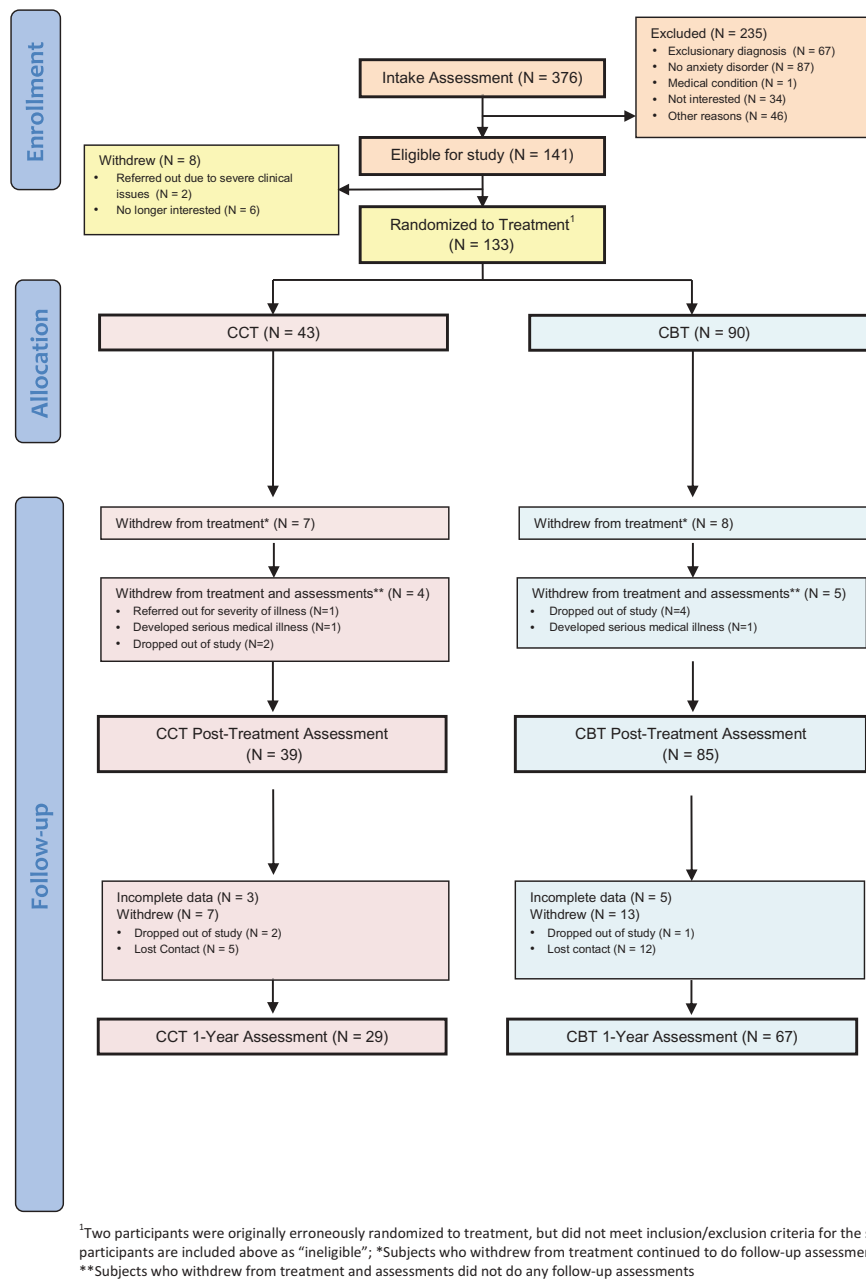 Enrollment
Intake Assessment (N = 376)
Excluded (N = 235)
• Exclusionary diagnosis (N = 67)
• No anxiety disorder (N = 87)
• Medical condition (N = 1)
• Not interested (N = 34)
• Other reasons (N = 46)
Eligible for study (N = 141)
Withdrew (N = 8)
• Referred out due to severe clinical
issues (N = 2)
• No longer interested (N = 6)
Randomized to Treatment1
(N = 133)
Allocation
CCT (N = 43)
CBT (N = 90)
Follow-up
Withdrew from treatment* (N = 7)
Withdrew from treatment* (N = 8)
Withdrew from treatment and assessments** (N = 4)
• Referred out for severity of illness (N=1)
• Developed serious medical illness (N=1)
• Dropped out of study (N=2)
Withdrew from treatment and assessments** (N = 5)
• Dropped out of study (N=4)
• Developed serious medical illness (N=1)
CCT Post-Treatment Assessment
(N = 39)
CBT Post-Treatment Assessment
(N = 85)
Incomplete data (N = 3)
Withdrew (N = 7)
• Dropped out of study (N = 2)
• Lost Contact (N = 5)
Incomplete data (N = 5)
Withdrew (N = 13)
• Dropped out of study (N = 1)
• Lost contact (N = 12)
CCT 1-Year Assessment (N = 29)
CBT 1-Year Assessment (N = 67)
1Two participants were originally erroneously randomized to treatment, but did not meet inclusion/exclusion criteria for the
participants are included above as “ineligible”; *Subjects who withdrew from treatment continued to do follow-up
**Subjects who withdrew from treatment and assessments did not do any follow-up assessments